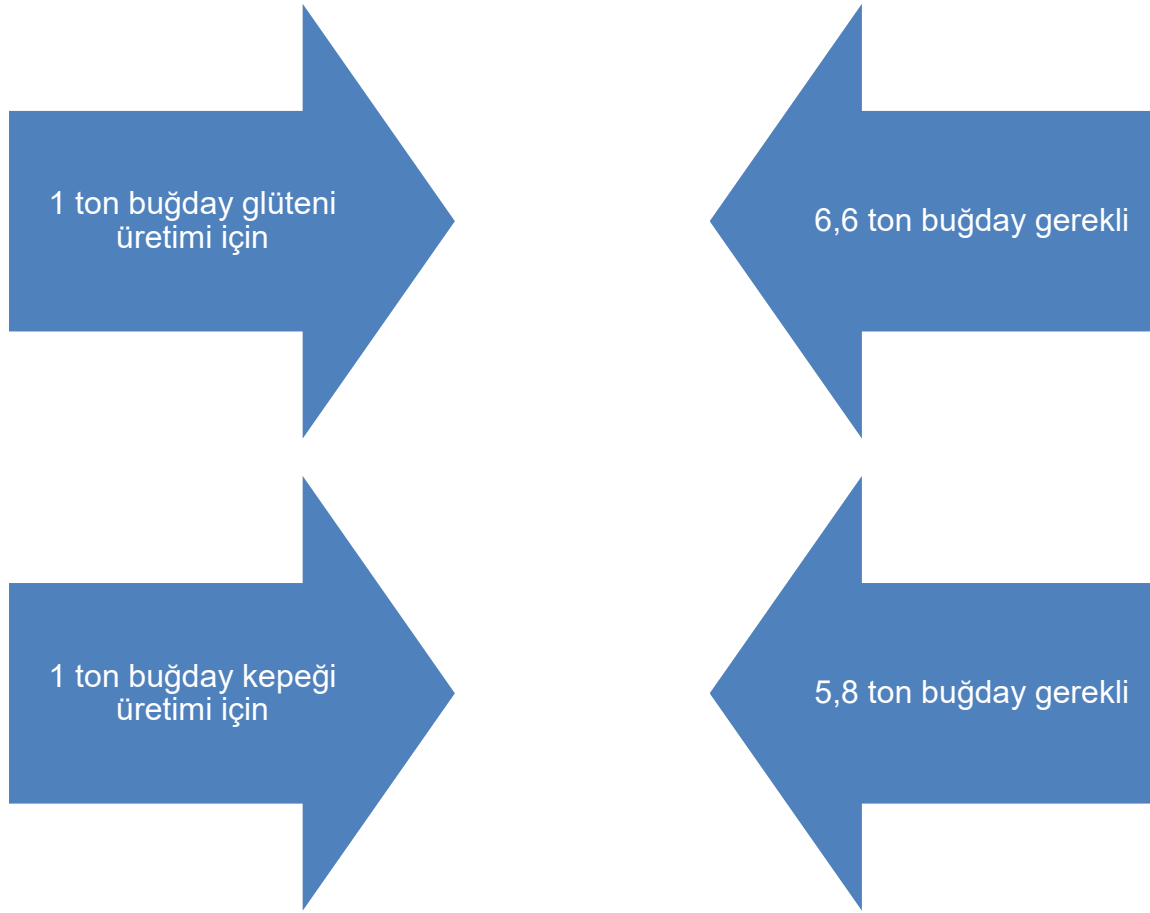 1 ton buğday glüteni
üretimi için
6,6 ton buğday gerekli
1 ton buğday kepeği
üretimi için
5,8 ton buğday gerekli